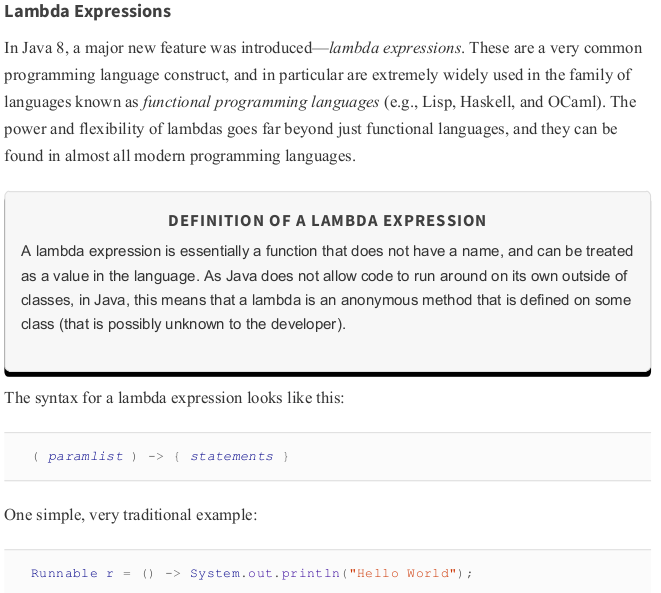 Lambda Expressions
In Java 8, a major new feature was introduced—lambda expressions. These are a very common
programming language construct, and in particular are extremely widely used in the family of
languages known as functional programming languages (e.g., Lisp, Haskell, and OCaml). The
power and flexibility of lambdas goes far beyond just functional languages, and they can be
found in almost all modern programming languages.
DEFINITION OF A LAMBDA EXPRESSION
A lambda expression is essentially a function that does not have a name, and can be treated
as a value in the language. As Java does not allow code to run around on its own outside of
classes, in Java, this means that a lambda is an anonymous method that is defined on some
class (that is possibly unknown to the developer).
The syntax for a lambda expression looks like this:
( paramlist ) -> { statements }
One simple, very traditional example:
Runnable r = () -> System.out.println("Hello World");